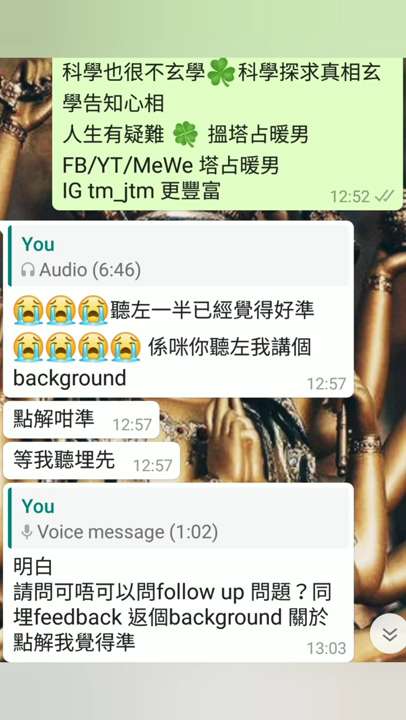 科學也很不玄學🍀科學探求真相玄
學告知心相
人生有疑難 🍀 搵塔占暖男
FB/YT/MeWe 塔占暖男
IG tm_jtm 更豐富
12:52
You
Audio (6:46)
😭😭😭聽左一半已經覺得好準
😭😭😭😭 係咪你聽左我講個
background
12:57
點解咁準 12:57
等我聽埋先 12:57
You
Voice message (1:02)
明白
請問可唔可以問follow up 問題？同
埋feedback 返個background 關於
點解我覺得準
13:03